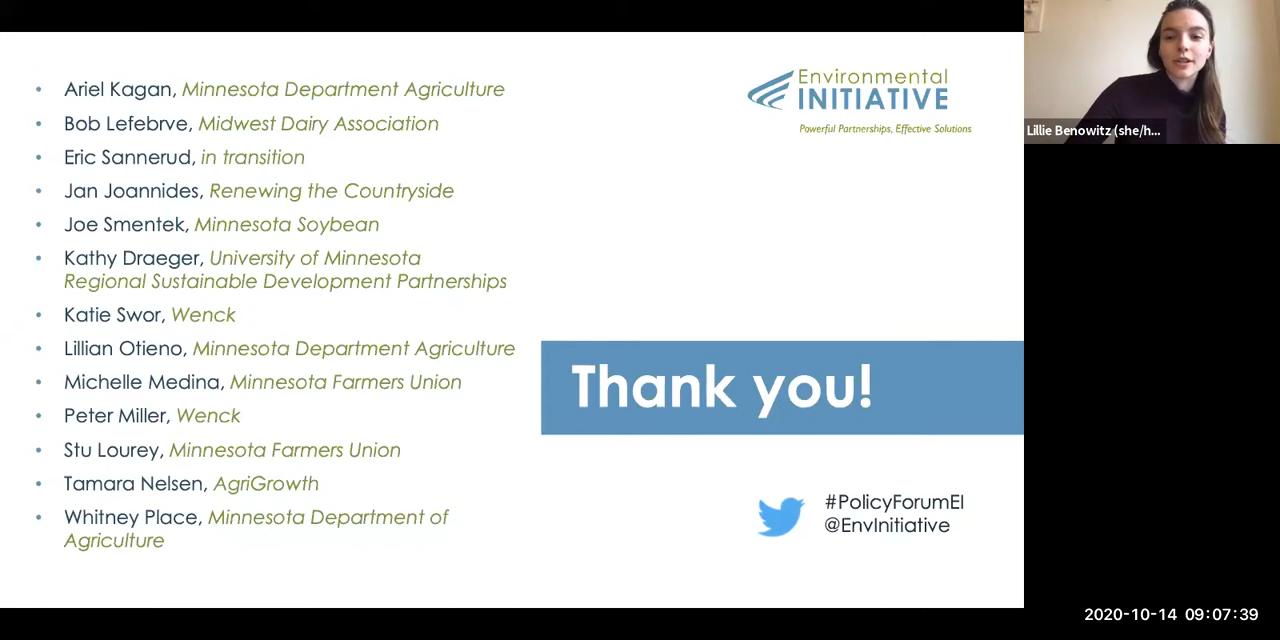 • Ariel Kagan, Minnesota Department Agriculture
• Bob Lefebrve, Midwest Dairy Association
• Eric Sannerud, in transition
• Jan Joannides, Renewing the Countryside
• Joe Smentek, Minnesota Soybean
• Kathy Draeger, University of Minnesota
Regional Sustainable Development Partnerships
• Katie Swor, Wenck
• Lillian Otieno, Minnesota Department Agriculture
• Michelle Medina, Minnesota Farmers Union
• Peter Miller, Wenck
• Stu Lourey, Minnesota Farmers Union
• Tamara Nelsen, AgriGrowth
• Whitney Place, Minnesota Department of
Agriculture
Environmental
INITIATIVE
Powerful Partnerships, Effective Solutions
Thank you!
#PolicyForumEI
@EnvInitiative
Lillie Benowitz (she/h...
2020-10-14 09:07:39